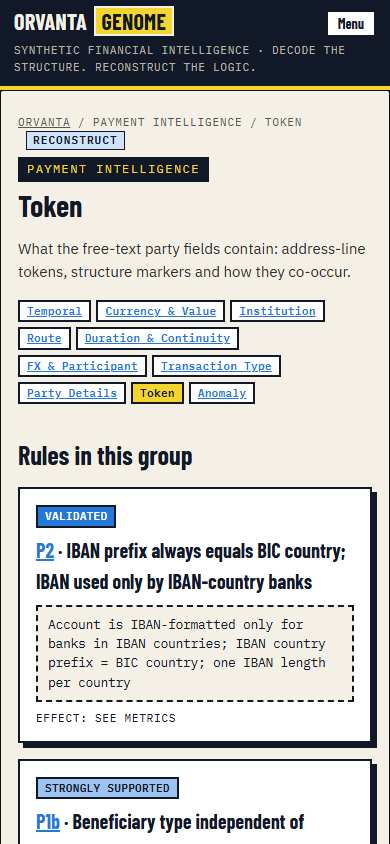 ORVANTA GENOME
Menu
SYNTHETIC FINANCIAL INTELLIGENCE · DECODE THE
STRUCTURE. RECONSTRUCT THE LOGIC.
ORVANTA / PAYMENT INTELLIGENCE / TOKEN
RECONSTRUCT
PAYMENT INTELLIGENCE
Token
What the free-text party fields contain: address-line
tokens, structure markers and how they co-occur.
Temporal Currency & Value Institution
Route Duration & Continuity
FX & Participant Transaction Type
Party Details Token Anomaly
Rules in this group
VALIDATED
P2 · IBAN prefix always equals BIC country;
IBAN used only by IBAN-country banks
Account is IBAN-formatted only for
banks in IBAN countries; IBAN country
prefix = BIC country; one IBAN length
per country
EFFECT: SEE METRICS
STRONGLY SUPPORTED
P1b · Beneficiary type independent of